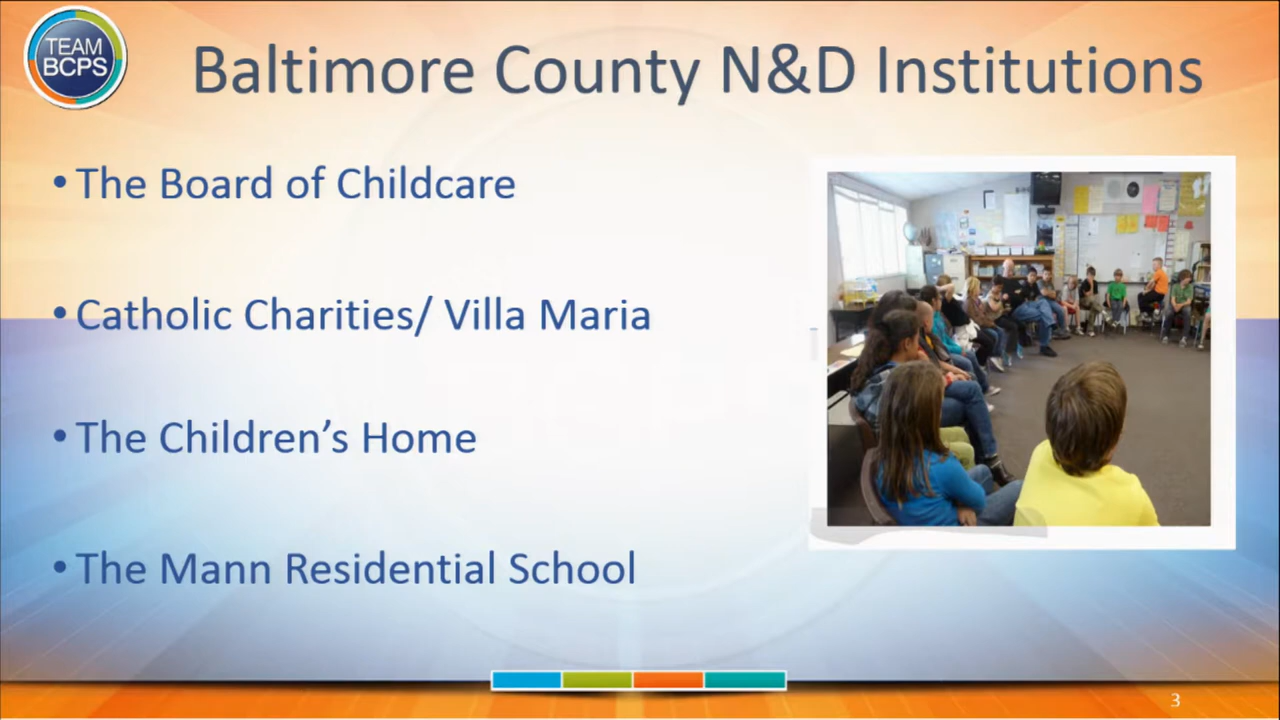 TEAM
BCPS
Baltimore County N&D Institutions
• The Board of Childcare
• Catholic Charities/ Villa Maria
• The Children’s Home
• The Mann Residential School
3